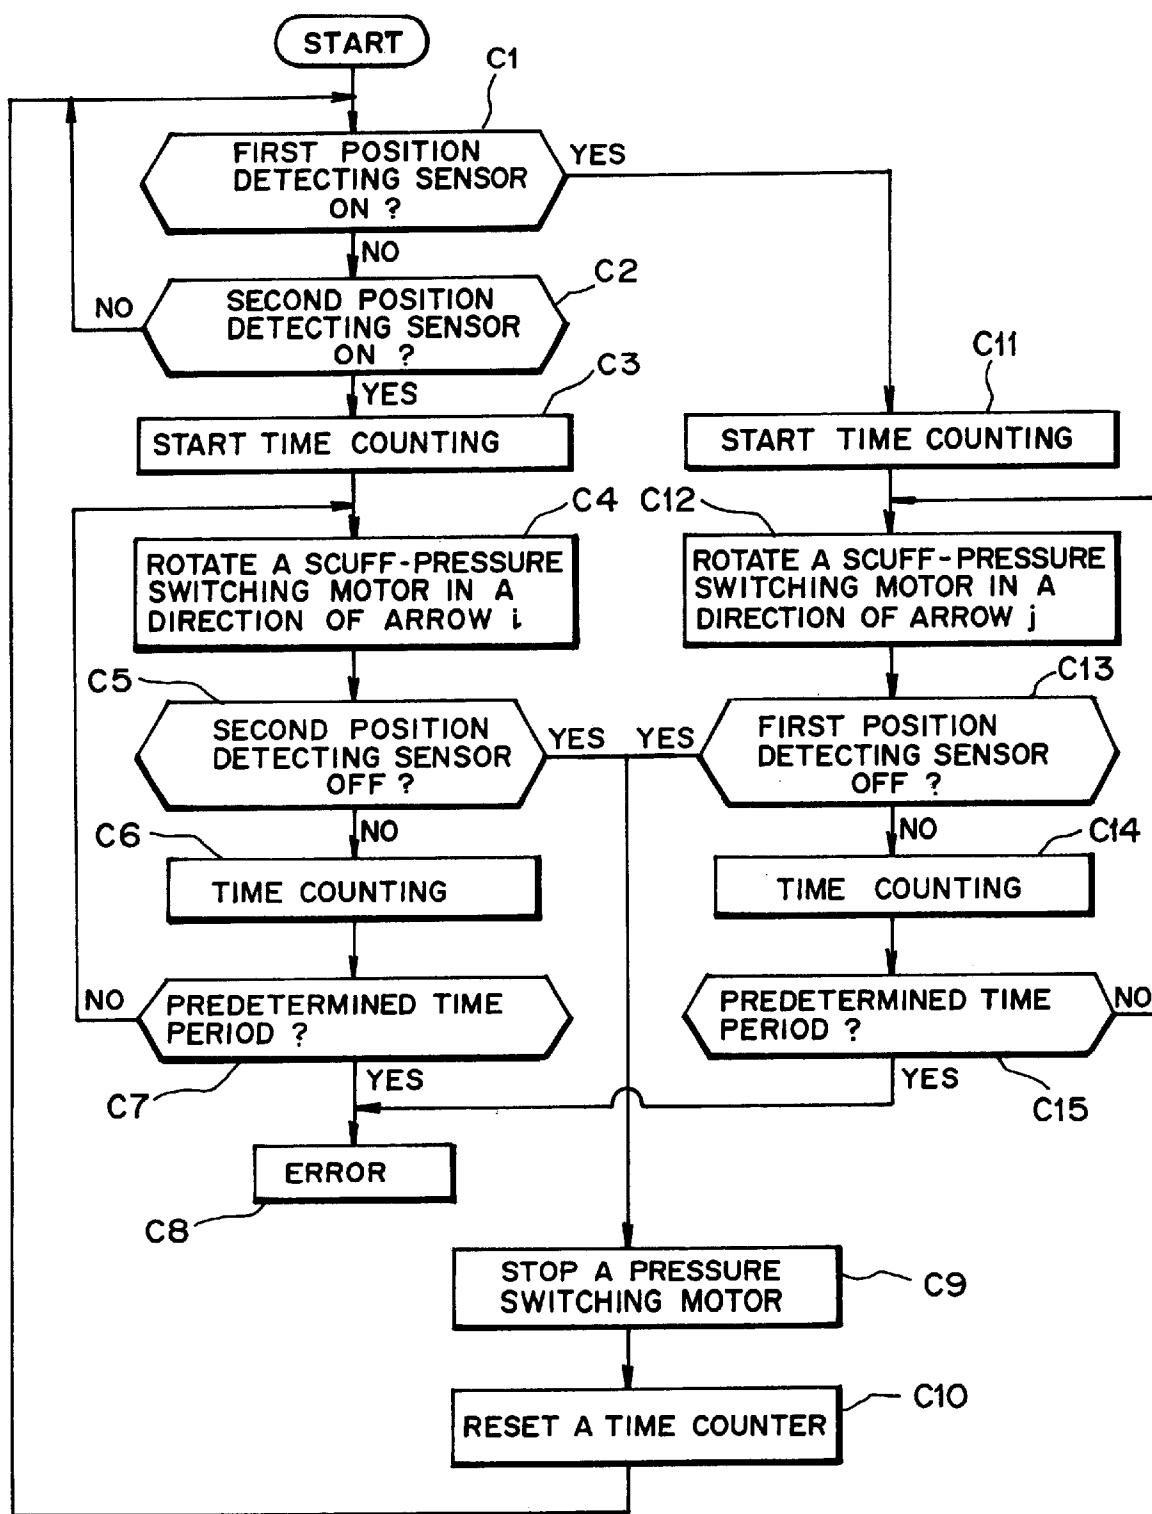 START
C1
FIRST POSITION
DETECTING SENSOR
ON ?
YES
NO
C2
SECOND POSITION
DETECTING SENSOR
ON ?
NO
YES
C3
START TIME COUNTING
C11
START TIME COUNTING
C4
ROTATE A SCUFF-PRESSURE
SWITCHING MOTOR IN A
DIRECTION OF ARROW i
C12
ROTATE A SCUFF-PRESSURE
SWITCHING MOTOR IN A
DIRECTION OF ARROW j
C5
SECOND POSITION
DETECTING SENSOR
OFF ?
YES
YES
C13
FIRST POSITION
DETECTING SENSOR
OFF ?
NO
NO
C6
TIME COUNTING
C14
TIME COUNTING
NO
PREDETERMINED TIME
PERIOD ?
C7
YES
PREDETERMINED TIME
PERIOD ?
NO
YES
C15
ERROR
C8
STOP A PRESSURE
SWITCHING MOTOR
C9
RESET A TIME COUNTER
C10